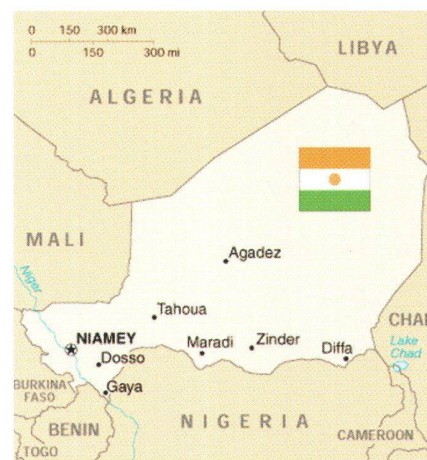 0 150 300 km
0 150 300 mi
LIBYA
ALGERIA
MALI
Agadez
Niger
Tahoua
NIAMEY
Maradi
Zinder
Diffa
CHA
Lake
Chad
Dosso
Gaya
BURKINA
FASO
NIGERIA
BENIN
CAMEROON
TOGO